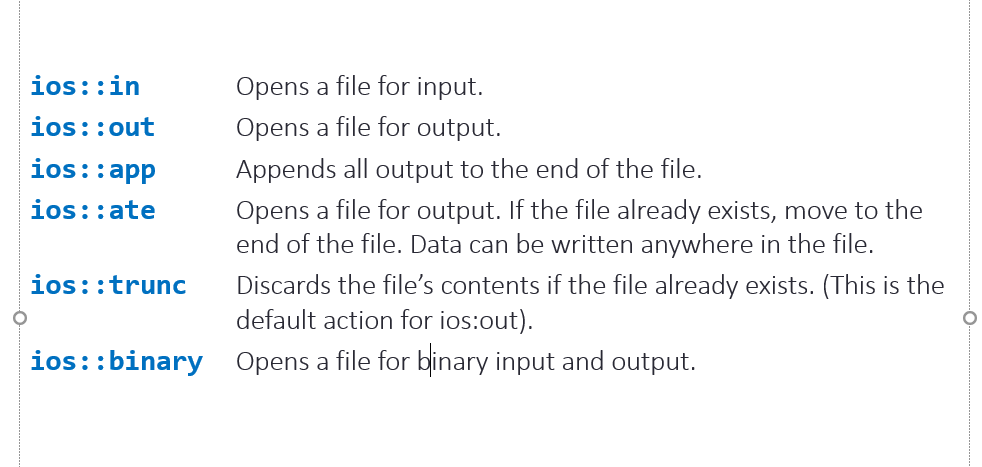 ios::in Opens a file for input.
ios::out Opens a file for output.
ios::app Appends all output to the end of the file.
ios::ate Opens a file for output. If the file already exists, move to the
end of the file. Data can be written anywhere in the file.
ios::trunc Discards the file’s contents if the file already exists. (This is the
default action for ios:out).
ios::binary Opens a file for binary input and output.